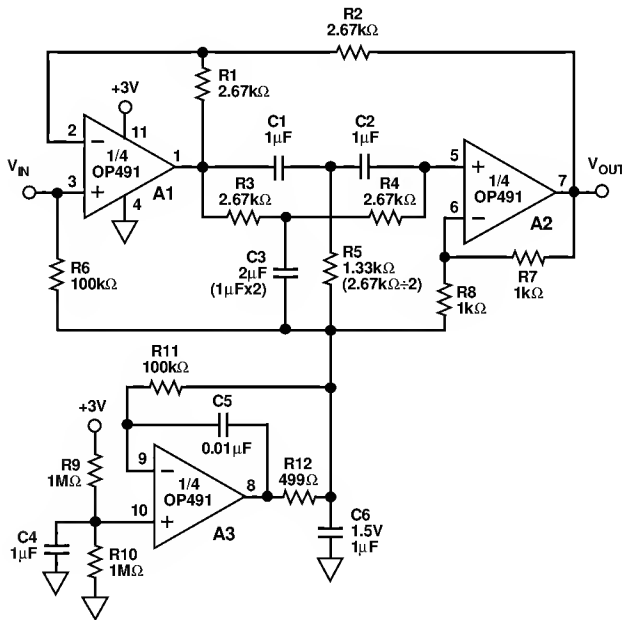 R2
2.67kΩ
+3V
R1
2.67kΩ
C1
1μF
C2
1μF
2
11
1/4
OP491
1
A1
VIN
3
4
5
1/4
OP491
7
VOUT
6
A2
R3
2.67kΩ
R4
2.67kΩ
R6
100kΩ
C3
2μF
(1μFx2)
R5
1.33kΩ
(2.67kΩ÷2)
R7
1kΩ
R8
1kΩ
R11
100kΩ
+3V
C5
0.01μF
R9
1MΩ
9
1/4
OP491
8
R12
499Ω
10
A3
C4
1μF
R10
1MΩ
C6
1.5V
1μF